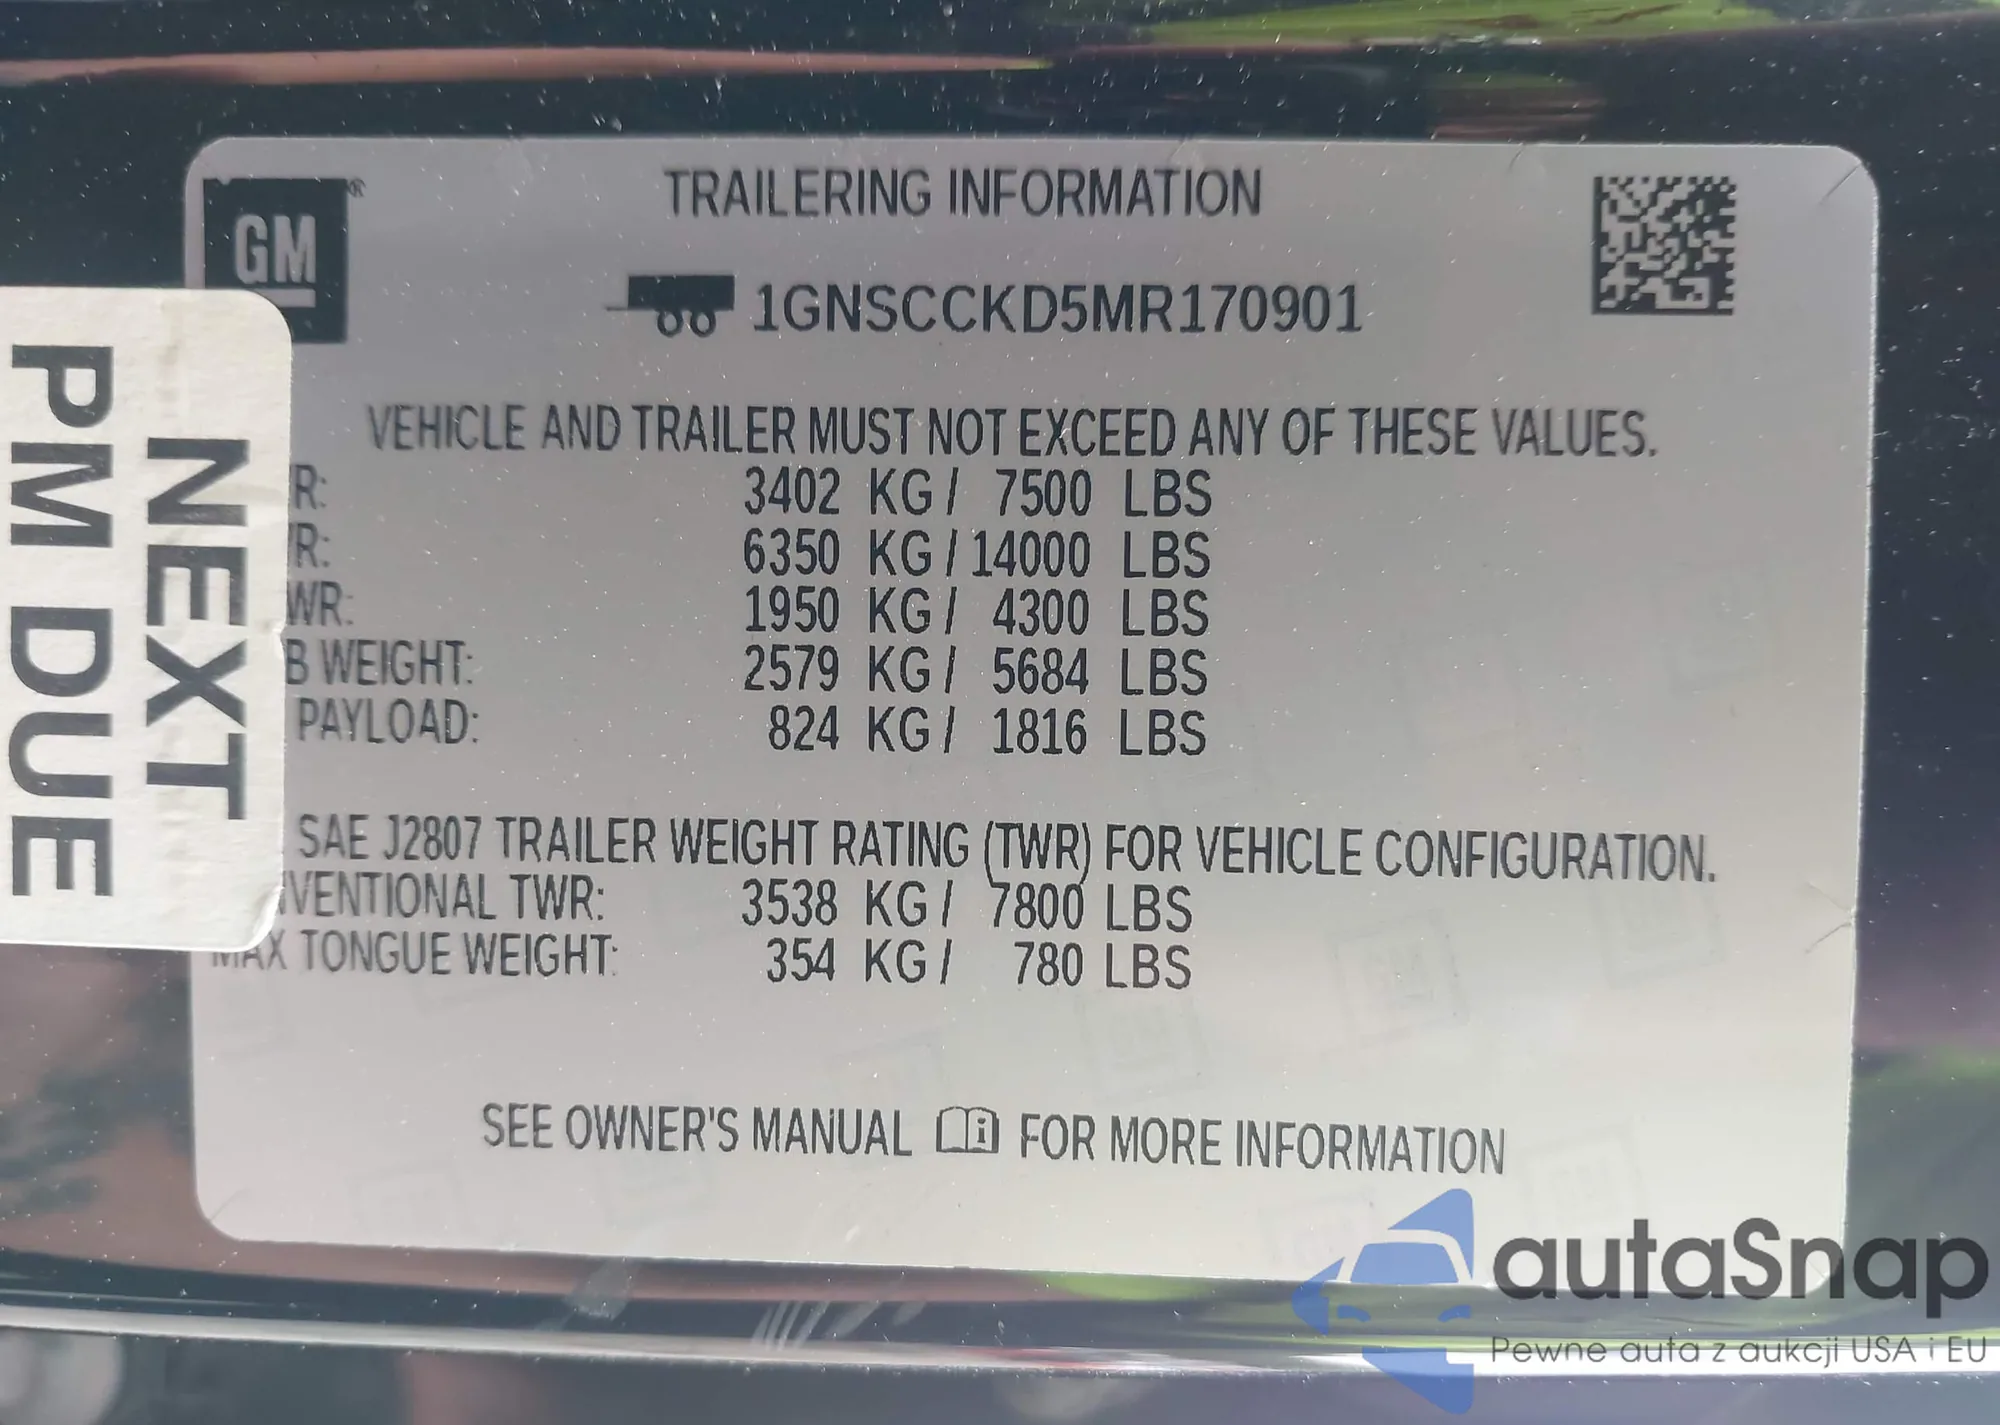 GM
®
TRAILERING INFORMATION
1GNSCCKD5MR170901
VEHICLE AND TRAILER MUST NOT EXCEED ANY OF THESE VALUES.
R: 3402 KG / 7500 LBS
R: 6350 KG / 14000 LBS
WR: 1950 KG / 4300 LBS
B WEIGHT: 2579 KG / 5684 LBS
PAYLOAD: 824 KG / 1816 LBS
SAE J2807 TRAILER WEIGHT RATING (TWR) FOR VEHICLE CONFIGURATION.
VENTIONAL TWR: 3538 KG / 7800 LBS
MAX TONGUE WEIGHT: 354 KG / 780 LBS
SEE OWNER'S MANUAL i FOR MORE INFORMATION
NEXT
PM DUE
autaSnap
Pewne auta z aukcji USA i EU